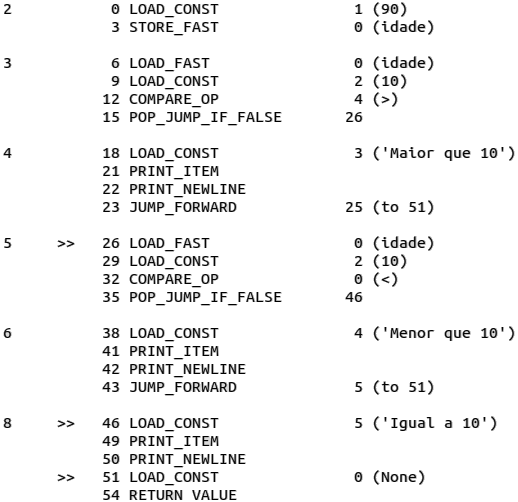 2 0 LOAD_CONST 1 (90)
3 STORE_FAST 0 (idade)
3 6 LOAD_FAST 0 (idade)
9 LOAD_CONST 2 (10)
12 COMPARE_OP 4 (>)
15 POP_JUMP_IF_FALSE 26
4 18 LOAD_CONST 3 ('Maior que 10')
21 PRINT_ITEM
22 PRINT_NEWLINE
23 JUMP_FORWARD 25 (to 51)
5 >> 26 LOAD_FAST 0 (idade)
29 LOAD_CONST 2 (10)
32 COMPARE_OP 0 (<)
35 POP_JUMP_IF_FALSE 46
6 38 LOAD_CONST 4 ('Menor que 10')
41 PRINT_ITEM
42 PRINT_NEWLINE
43 JUMP_FORWARD 5 (to 51)
8 >> 46 LOAD_CONST 5 ('Igual a 10')
49 PRINT_ITEM
50 PRINT_NEWLINE
>> 51 LOAD_CONST 0 (None)
54 RETURN_VALUE